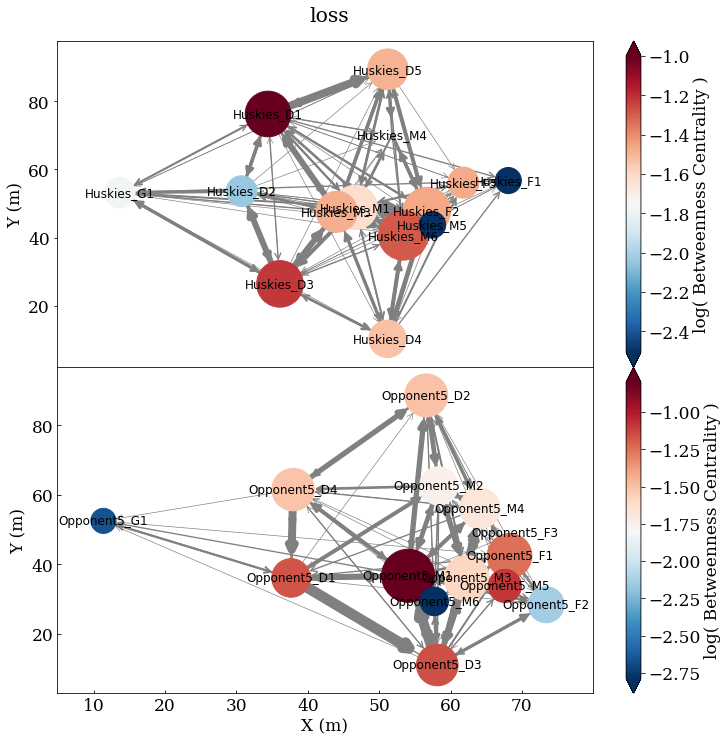 loss
Huskies_D5
Huskies_D1
Huskies_M4
Huskies_F1
Huskies_G1
Huskies_D2
Huskies_M1
Huskies_F2
Huskies_M5
Huskies_M6
Huskies_D3
Huskies_D4
80
60
40
20
Y (m)
−1.0
−1.2
−1.4
−1.6
−1.8
−2.0
−2.2
−2.4
log( Betweenness Centrality )
Opponent5_D2
Opponent5_M2
Opponent5_D4
Opponent5_M4
Opponent5_G1
Opponent5_F3
Opponent5_F1
Opponent5_D1
Opponent5_M1
Opponent5_M3
Opponent5_M5
Opponent5_M6
Opponent5_F2
Opponent5_D3
80
60
40
20
Y (m)
10 20 30 40 50 60 70
X (m)
−1.00
−1.25
−1.50
−1.75
−2.00
−2.25
−2.50
−2.75
log( Betweenness Centrality )